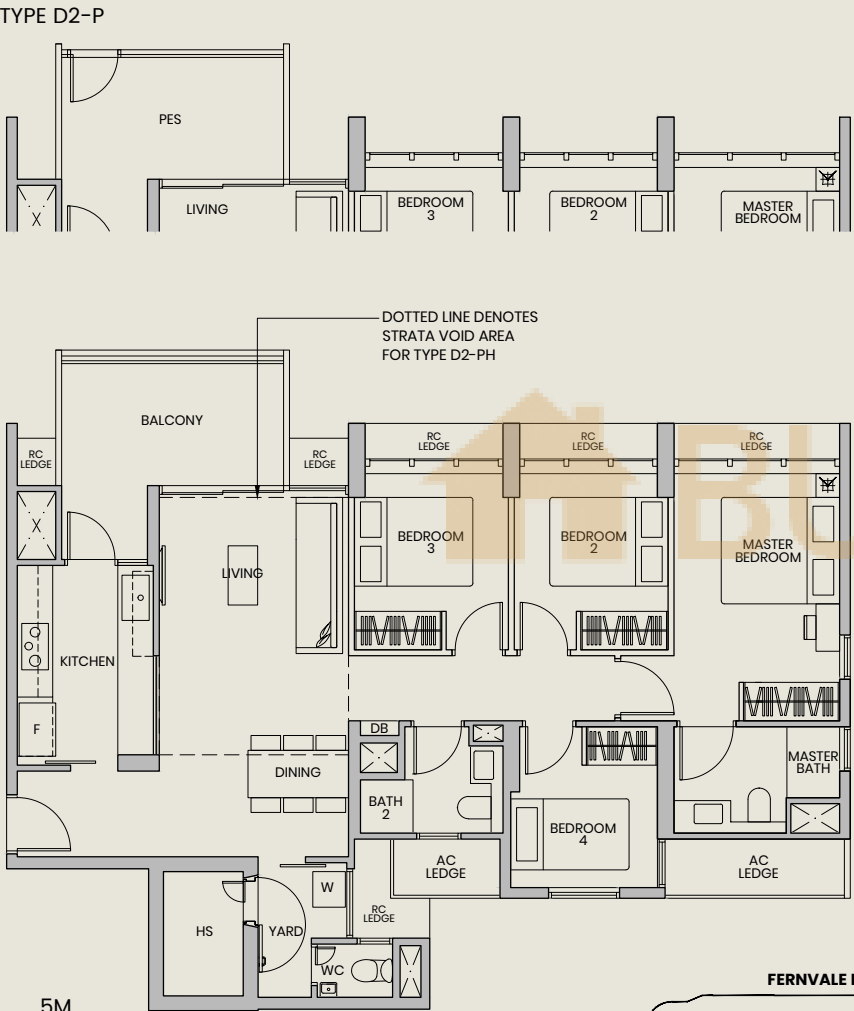 TYPE D2-P
PES
LIVING
BEDROOM
3
BEDROOM
2
MASTER
BEDROOM
X
DOTTED LINE DENOTES
STRATA VOID AREA
FOR TYPE D2-PH
BALCONY
RC
LEDGE
RC
LEDGE
RC
LEDGE
RC
LEDGE
RC
LEDGE
BU
X
BEDROOM
3
BEDROOM
2
MASTER
BEDROOM
LIVING
KITCHEN
F
DB
DINING
MASTER
BATH
BATH
2
BEDROOM
4
AC
LEDGE
AC
LEDGE
W
RC
LEDGE
HS
YARD
WC
FERNVALE
5M